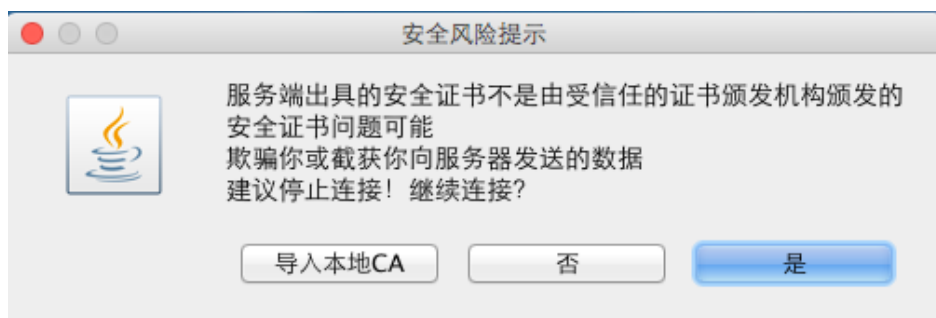 安全风险提示
服务端出具的安全证书不是由受信任的证书颁发机构颁发的
安全证书问题可能
欺骗你或截获你向服务器发送的数据
建议停止连接！继续连接？
导入本地CA 否 是